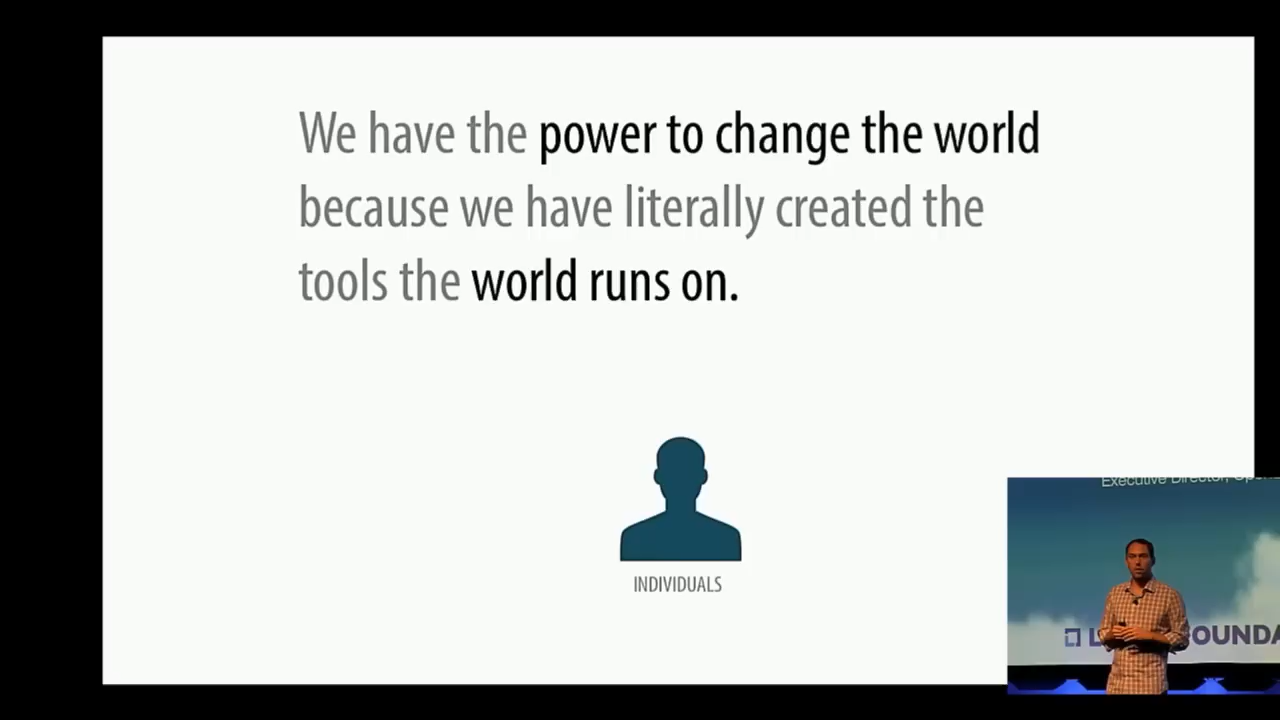 We have the power to change the world
because we have literally created the
tools the world runs on.
INDIVIDUALS
Executive Director,